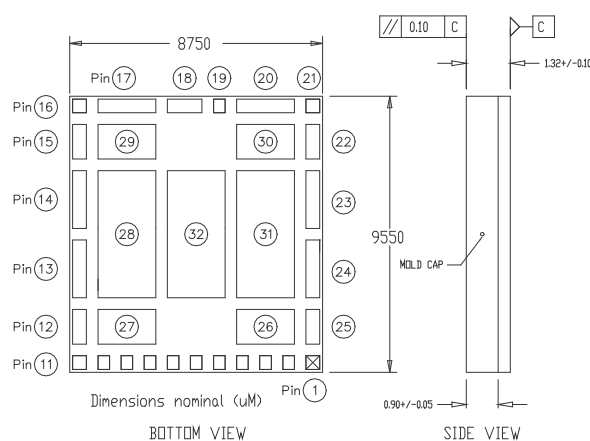 // 0.10 C
C
8750
1.32+/-0.10
Pin 17 18 19 20 21
Pin 16
Pin 15 29 30 22
Pin 14 23
28 32 31
9550
MOLD CAP
Pin 13 24
Pin 12 27 26 25
Pin 11
Pin 1
Dimensions nominal (uM)
0.90+/-0.05
BOTTOM VIEW
SIDE VIEW